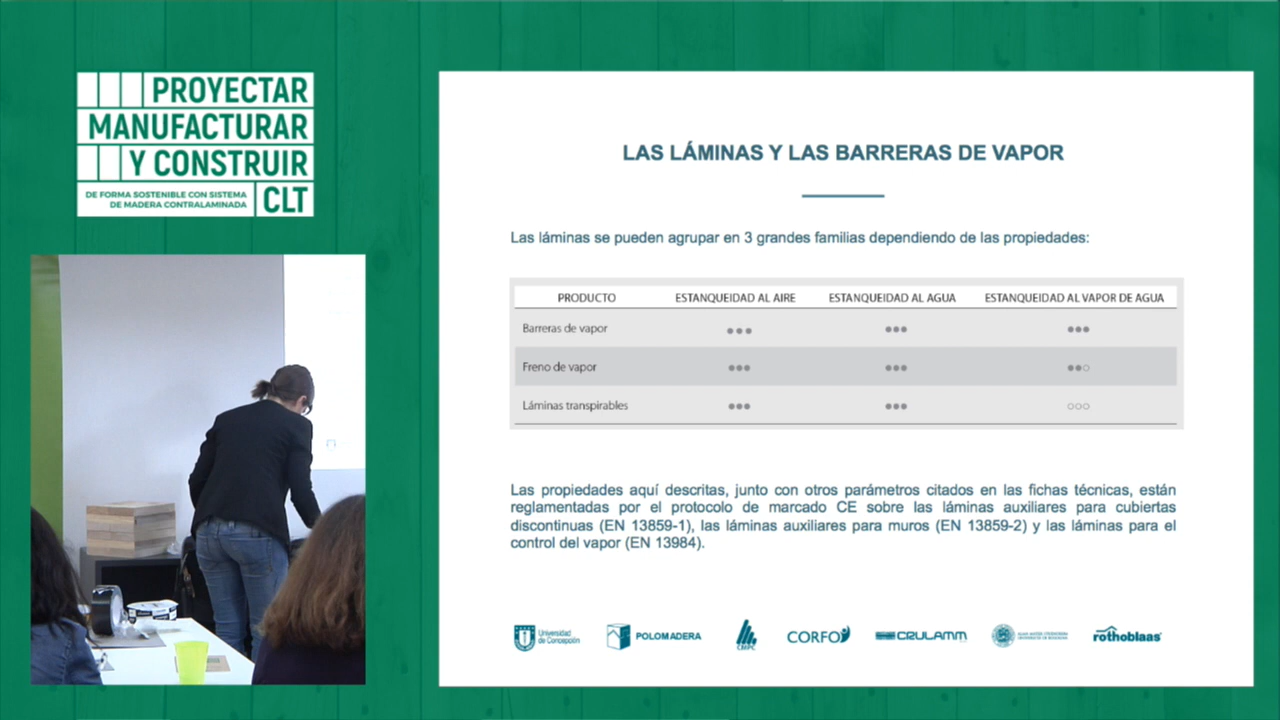 PROYECTAR
MANUFACTURAR
Y CONSTRUIR
DE FORMA SOSTENIBLE CON SISTEMA
DE MADERA CONTRALAMINADA
CLT
LAS LÁMINAS Y LAS BARRERAS DE VAPOR
Las láminas se pueden agrupar en 3 grandes familias dependiendo de las propiedades:
PRODUCTO ESTANQUEIDAD AL AIRE ESTANQUEIDAD AL AGUA ESTANQUEIDAD AL VAPOR DE AGUA
Barreras de vapor ●●● ●●● ●●●
Freno de vapor ●●● ●●● ●●○
Láminas transpirables ●●● ●●● ○○○
Las propiedades aquí descritas, junto con otros parámetros citados en las fichas técnicas, están
reglamentadas por el protocolo de marcado CE sobre las láminas auxiliares para cubiertas
discontinuas (EN 13859-1), las láminas auxiliares para muros (EN 13859-2) y las láminas para el
control del vapor (EN 13984).
Universidad
de Concepción
POLOMADERA
CMPC
CORFO
CRULAMM
rothoblaas